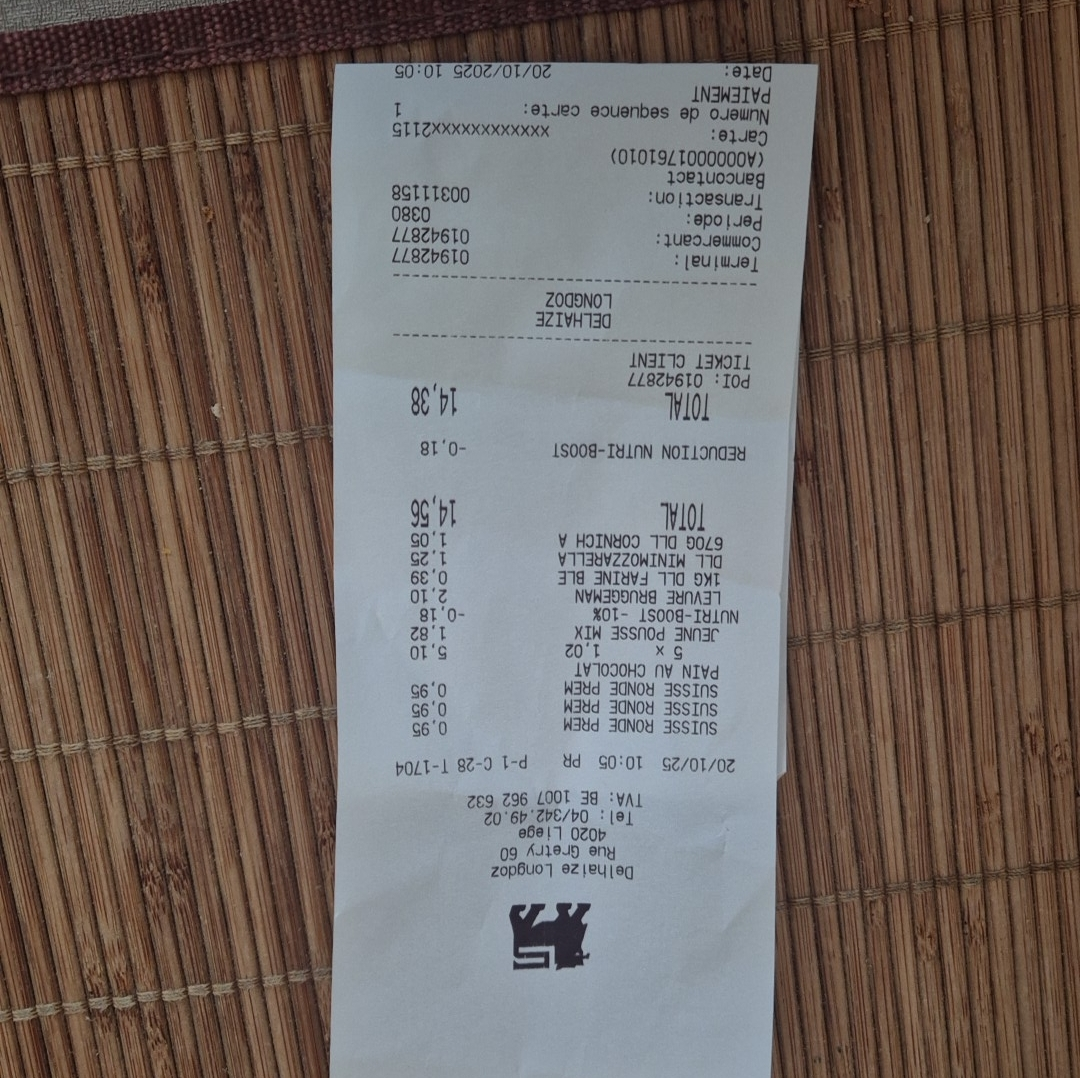 Delhaize Longdoz
Rue Gretry 60
4020 Liege
Tel: 04/342.49.02
TVA: BE 1007 962 632
20/10/25 10:05 PR P-1 C-28 T-1704
SUISSE RONDE PREM 0,95
SUISSE RONDE PREM 0,95
SUISSE RONDE PREM 0,95
PAIN AU CHOCOLAT
5 x 1,02 5,10
JEUNE POUSSE MIX 1,82
NUTRI-BOOST -10% -0,18
LEVURE BRUGGEMAN 2,10
1KG DLL FARINE BLE 0,39
DLL MINIMOZZARELLA 1,25
670G DLL CORNICH A 1,05
TOTAL 14,56
REDUCTION NUTRI-BOOST -0,18
TOTAL 14,38
POI: 01942877
TICKET CLIENT
DELHAIZE
LONGDOZ
Terminal: 01942877
Commercant: 01942877
Periode: 0380
Transaction: 00311158
Bancontact
(A0000001761010)
Carte: xxxxxxxxxxxxx2115
Numero de sequence carte: 1
PAIEMENT
Date: 20/10/2025 10:05